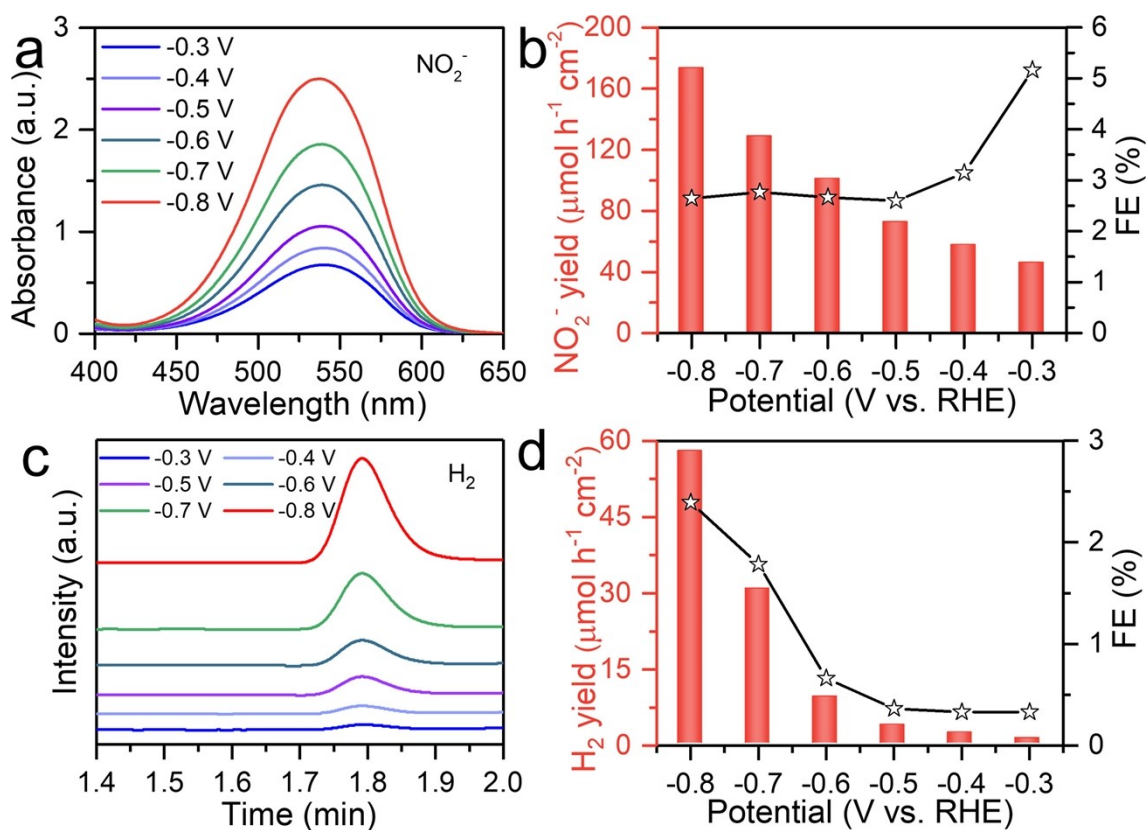 a
NO₂⁻
-0.3 V
-0.4 V
-0.5 V
-0.6 V
-0.7 V
-0.8 V
3
2
1
0
Absorbance (a.u.)
400 450 500 550 600 650
Wavelength (nm)
b
200
160
120
80
40
0
NO₂⁻ yield (μmol h⁻¹ cm⁻²)
6
5
4
3
2
1
0
FE (%)
-0.8 -0.7 -0.6 -0.5 -0.4 -0.3
Potential (V vs. RHE)
c
-0.3 V -0.4 V
-0.5 V -0.6 V
-0.7 V -0.8 V
H₂
Intensity (a.u.)
1.4 1.5 1.6 1.7 1.8 1.9 2.0
Time (min)
d
60
45
30
15
0
H₂ yield (μmol h⁻¹ cm⁻²)
3
2
1
0
FE (%)
-0.8 -0.7 -0.6 -0.5 -0.4 -0.3
Potential (V vs. RHE)